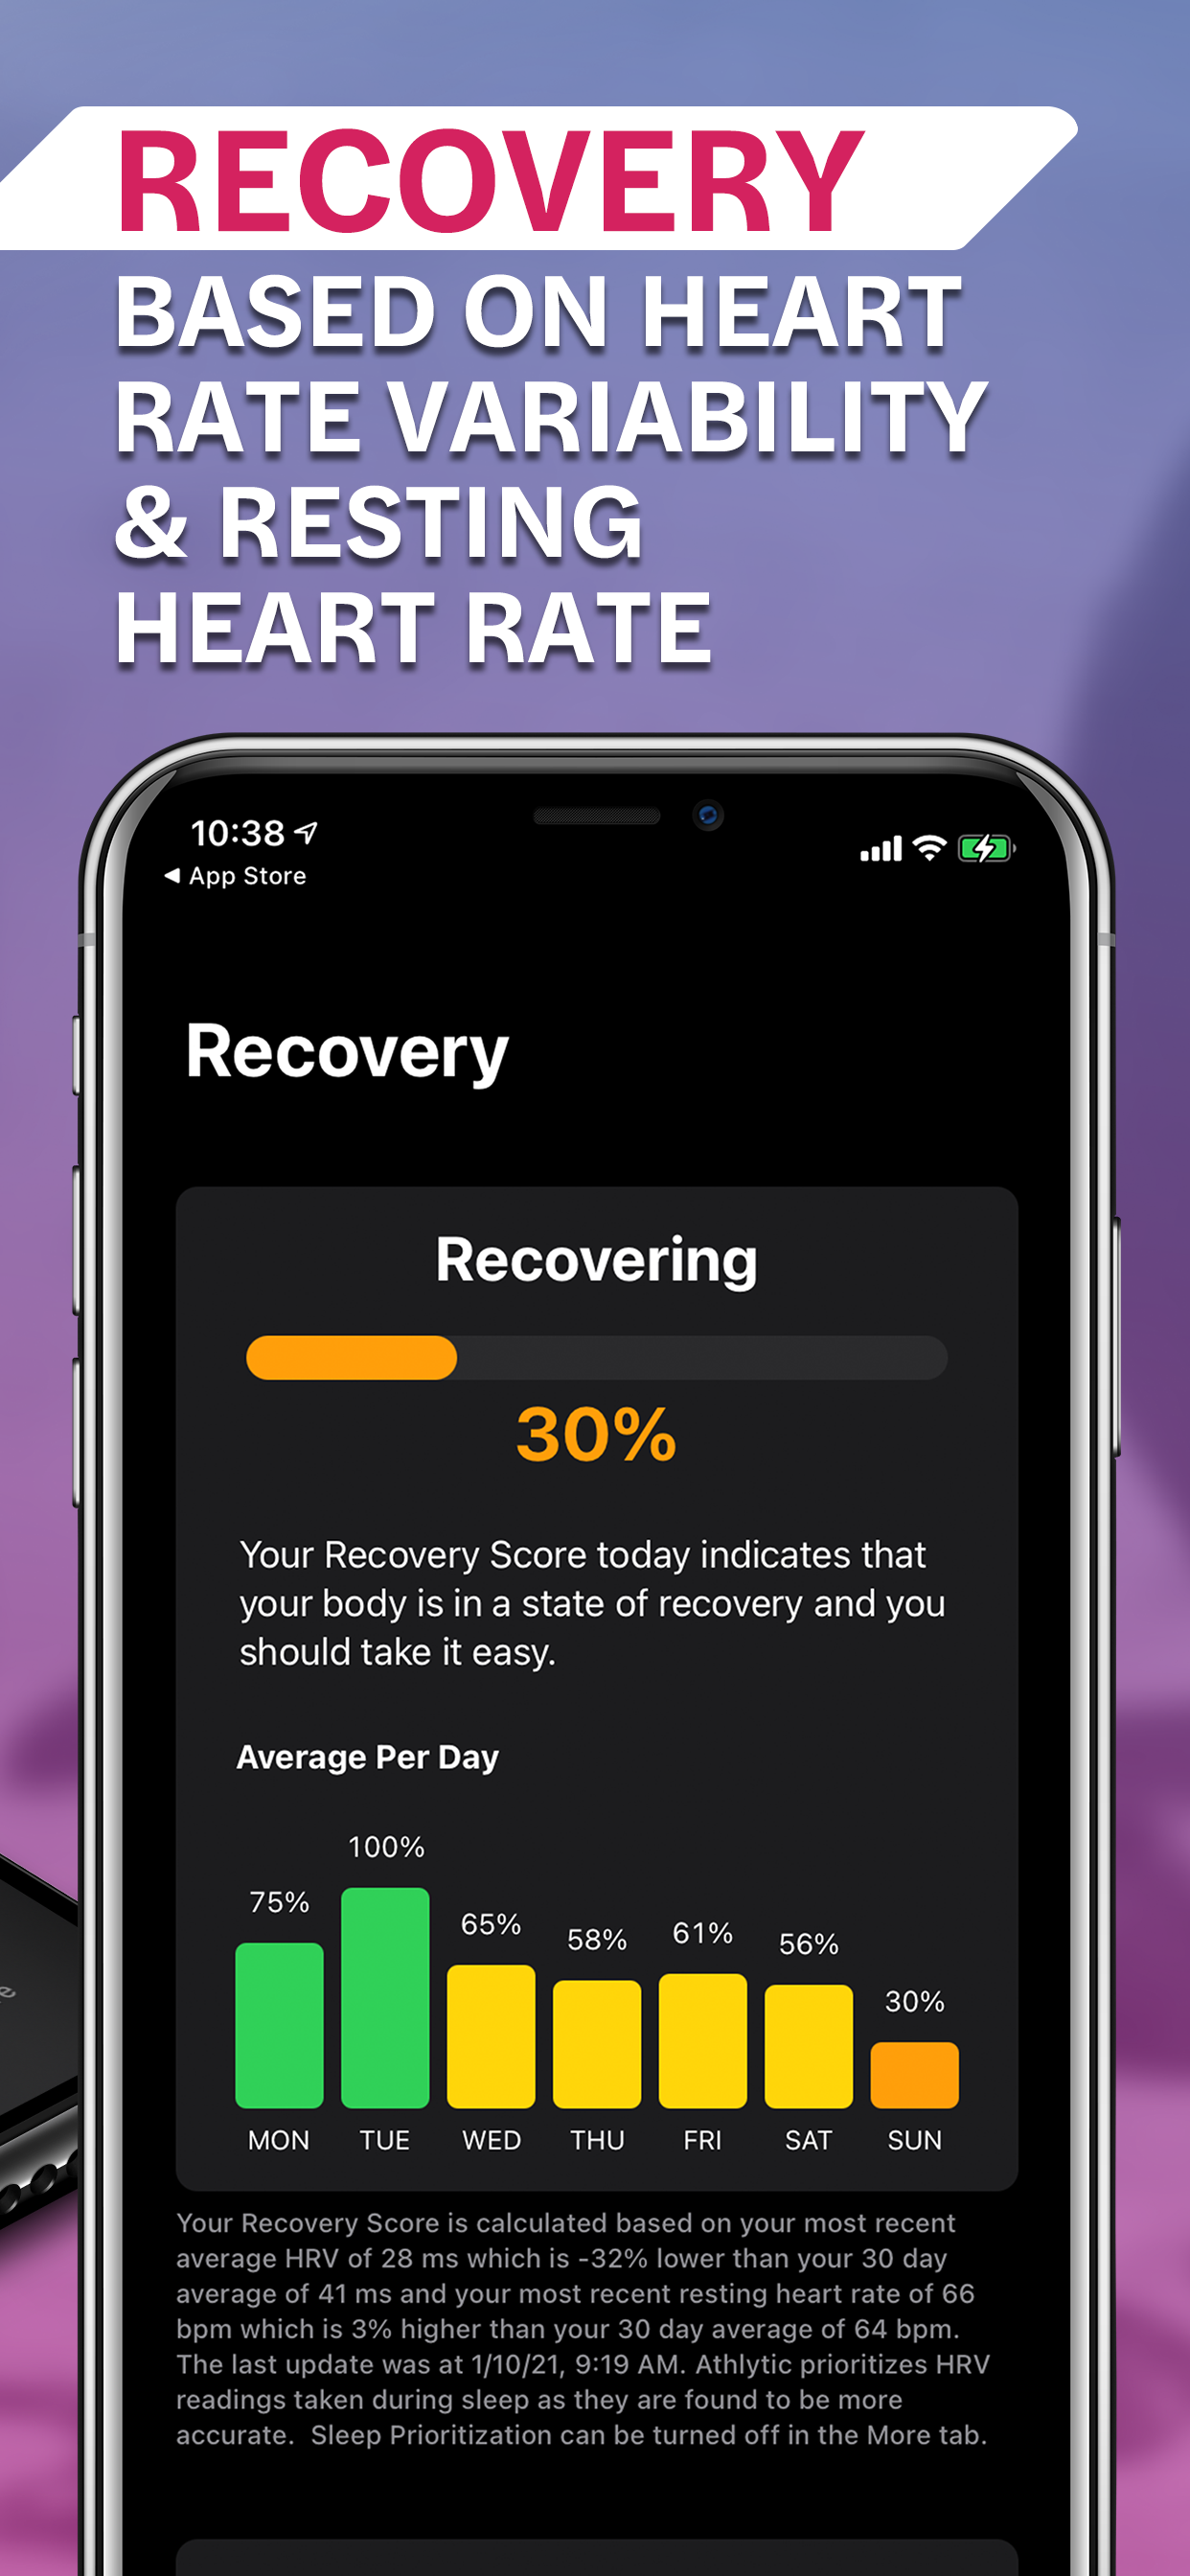 RECOVERY
BASED ON HEART
RATE VARIABILITY
& RESTING
HEART RATE
10:38
◀ App Store
Recovery
Recovering
30%
Your Recovery Score today indicates that
your body is in a state of recovery and you
should take it easy.
Average Per Day
75% 100% 65% 58% 61% 56% 30%
MON TUE WED THU FRI SAT SUN
Your Recovery Score is calculated based on your most recent
average HRV of 28 ms which is -32% lower than your 30 day
average of 41 ms and your most recent resting heart rate of 66
bpm which is 3% higher than your 30 day average of 64 bpm.
The last update was at 1/10/21, 9:19 AM. Athlytic prioritizes HRV
readings taken during sleep as they are found to be more
accurate.  Sleep Prioritization can be turned off in the More tab.